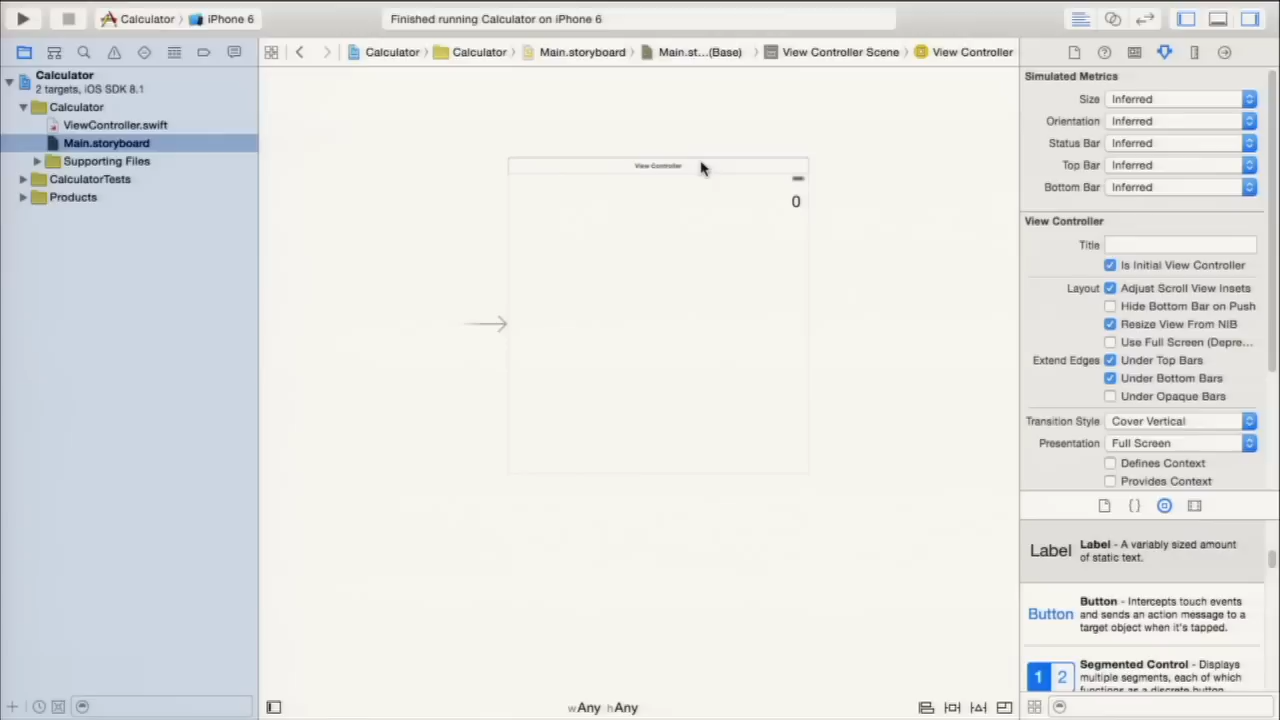 Calculator
iPhone 6
Finished running Calculator on iPhone 6
Calculator
Calculator
Main.storyboard
Main.st...(Base)
View Controller Scene
View Controller
Calculator
2 targets, iOS SDK 8.1
Calculator
ViewController.swift
Main.storyboard
Supporting Files
CalculatorTests
Products
View Controller
0
wAny hAny
Simulated Metrics
Size Inferred
Orientation Inferred
Status Bar Inferred
Top Bar Inferred
Bottom Bar Inferred
View Controller
Title
Is Initial View Controller
Layout Adjust Scroll View Insets
Hide Bottom Bar on Push
Resize View From NIB
Use Full Screen (Depre...
Extend Edges Under Top Bars
Under Bottom Bars
Under Opaque Bars
Transition Style Cover Vertical
Presentation Full Screen
Defines Context
Provides Context
{}
Label
Label - A variably sized amount
of static text.
Button
Button - Intercepts touch events
and sends an action message to a
target object when it's tapped.
1 2
Segmented Control - Displays
multiple segments, each of which
functions as a discrete button.